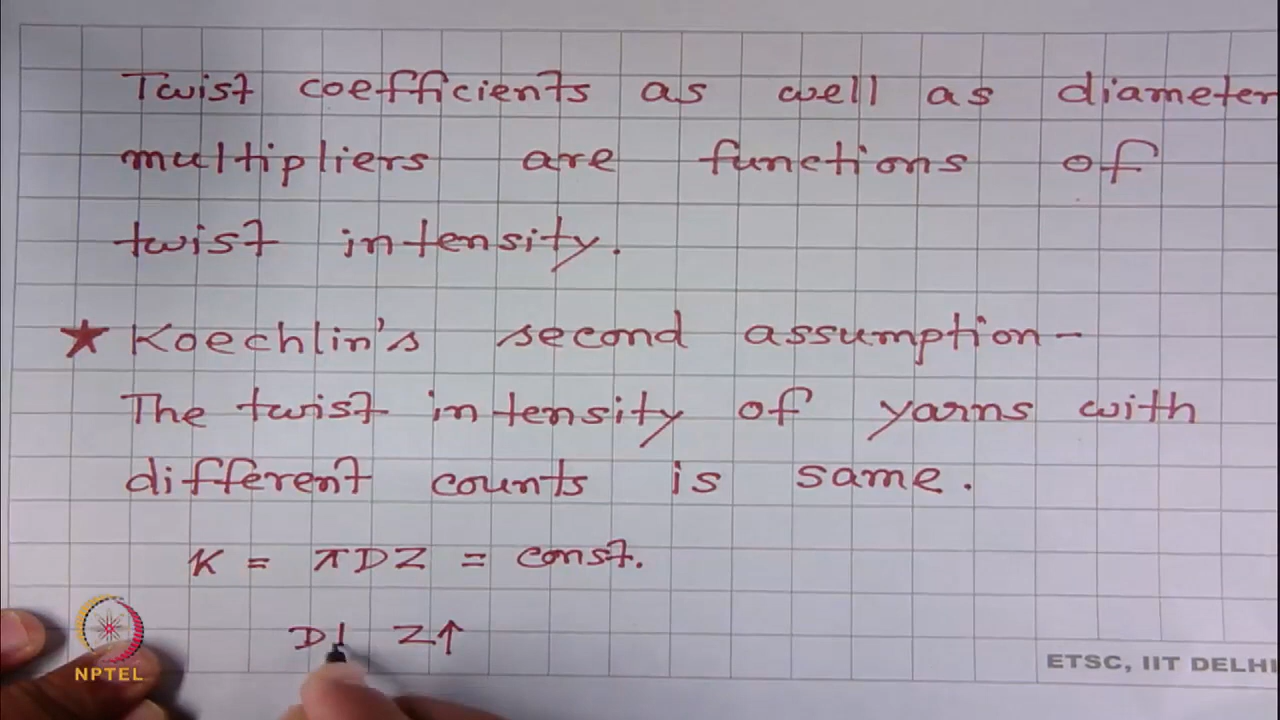 Twist coefficients as well as diameter
multipliers are functions of
twist intensity.
★ Koechlin's second assumption-
The twist intensity of yarns with
different counts is same.
K = πDZ = const.
D↓ Z↑
ETSC, IIT DELHI
NPTEL